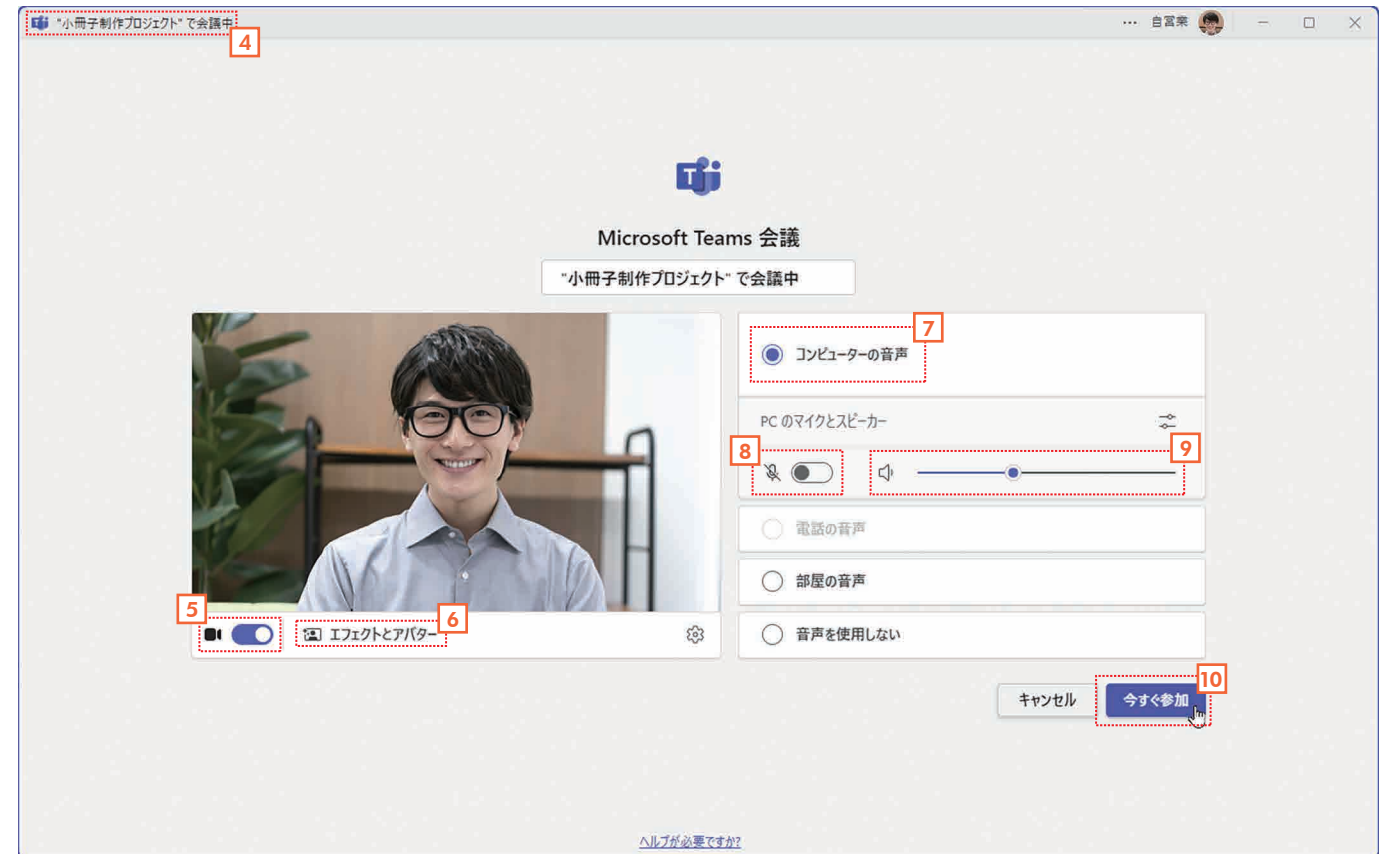 "小冊子制作プロジェクト" で会議中
4
… 自冨業
Microsoft Teams 会議
"小冊子制作プロジェクト" で会議中
7
コンピューターの音声
PC のマイクとスピーカー
8
9
電話の音声
部屋の音声
5
6
エフェクトとアバター
音声を使用しない
10
キャンセル
今すぐ参加
ヘルプが必要ですか?